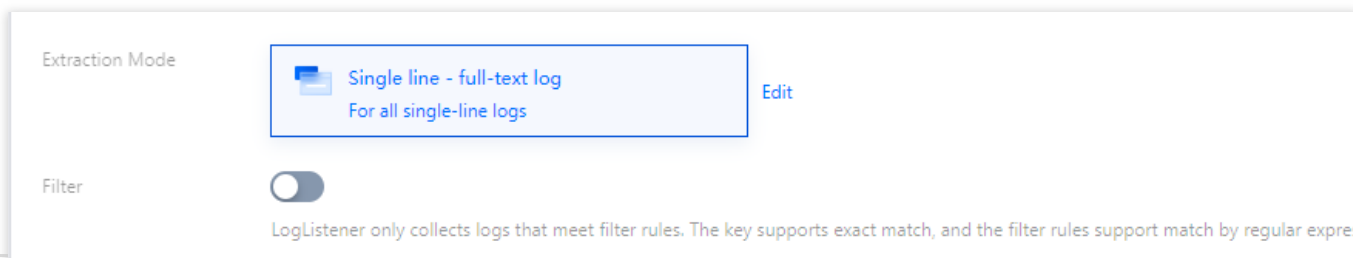 Extraction Mode
Single line - full-text log
For all single-line logs
Edit
Filter
LogListener only collects logs that meet filter rules. The key supports exact match, and the filter rules support match by regular expre